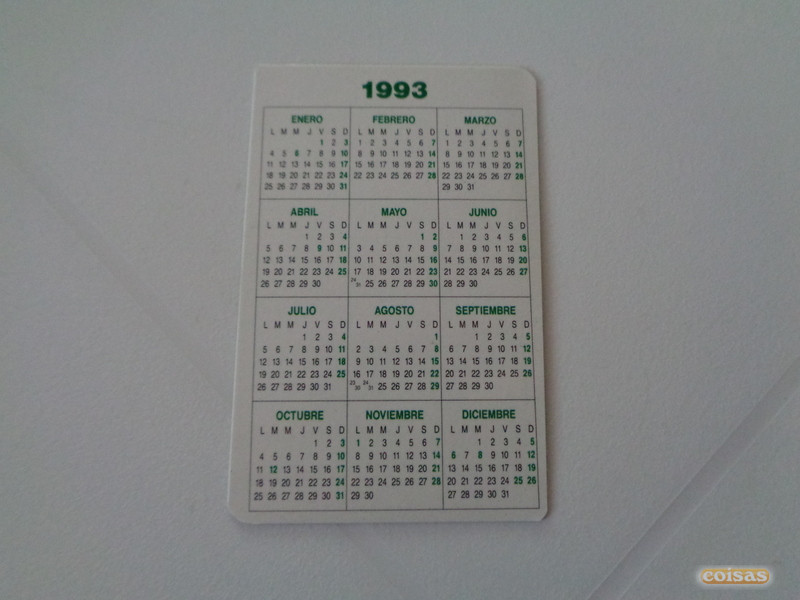 1993
ENERO FEBRERO MARZO
L M M J V S D L M M J V S D L M M J V S D
1 2 3 1 2 3 4 5 6 7 1 2 3 4 5 6 7
4 5 6 7 8 9 10 8 9 10 11 12 13 14 8 9 10 11 12 13 14
11 12 13 14 15 16 17 15 16 17 18 19 20 21 15 16 17 18 19 20 21
18 19 20 21 22 23 24 22 23 24 25 26 27 28 22 23 24 25 26 27 28
25 26 27 28 29 30 31 29 30 31
ABRIL MAYO JUNIO
L M M J V S D L M M J V S D L M M J V S D
1 2 3 4 1 2 1 2 3 4 5 6
5 6 7 8 9 10 11 3 4 5 6 7 8 9 7 8 9 10 11 12 13
12 13 14 15 16 17 18 10 11 12 13 14 15 16 14 15 16 17 18 19 20
19 20 21 22 23 24 25 17 18 19 20 21 22 23 21 22 23 24 25 26 27
26 27 28 29 30 24/31 25 26 27 28 29 30 28 29 30
JULIO AGOSTO SEPTIEMBRE
L M M J V S D L M M J V S D L M M J V S D
1 2 3 4 1 1 2 3 4 5
5 6 7 8 9 10 11 2 3 4 5 6 7 8 6 7 8 9 10 11 12
12 13 14 15 16 17 18 9 10 11 12 13 14 15 13 14 15 16 17 18 19
19 20 21 22 23 24 25 16 17 18 19 20 21 22 20 21 22 23 24 25 26
26 27 28 29 30 31 23/30 24/31 25 26 27 28 29 27 28 29 30
OCTUBRE NOVIEMBRE DICIEMBRE
L M M J V S D L M M J V S D L M M J V S D
1 2 3 1 2 3 4 5 6 7 1 2 3 4 5
4 5 6 7 8 9 10 8 9 10 11 12 13 14 6 7 8 9 10 11 12
11 12 13 14 15 16 17 15 16 17 18 19 20 21 13 14 15 16 17 18 19
18 19 20 21 22 23 24 22 23 24 25 26 27 28 20 21 22 23 24 25 26
25 26 27 28 29 30 31 29 30 27 28 29 30 31
coisas